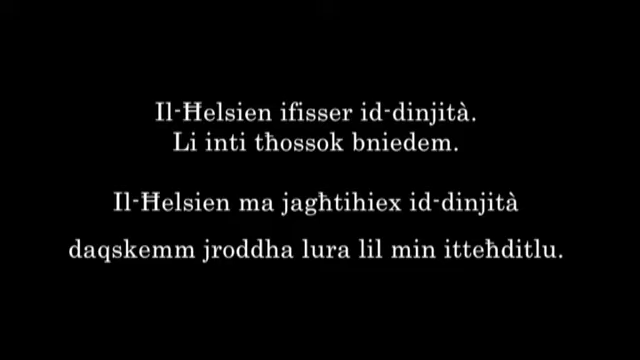 Il-Ħelsien ifisser id-dinjità.
Li inti tħossok bniedem.
Il-Ħelsien ma jagħtihiex id-dinjità
daqskemm jroddha lura lil min itteħditlu.